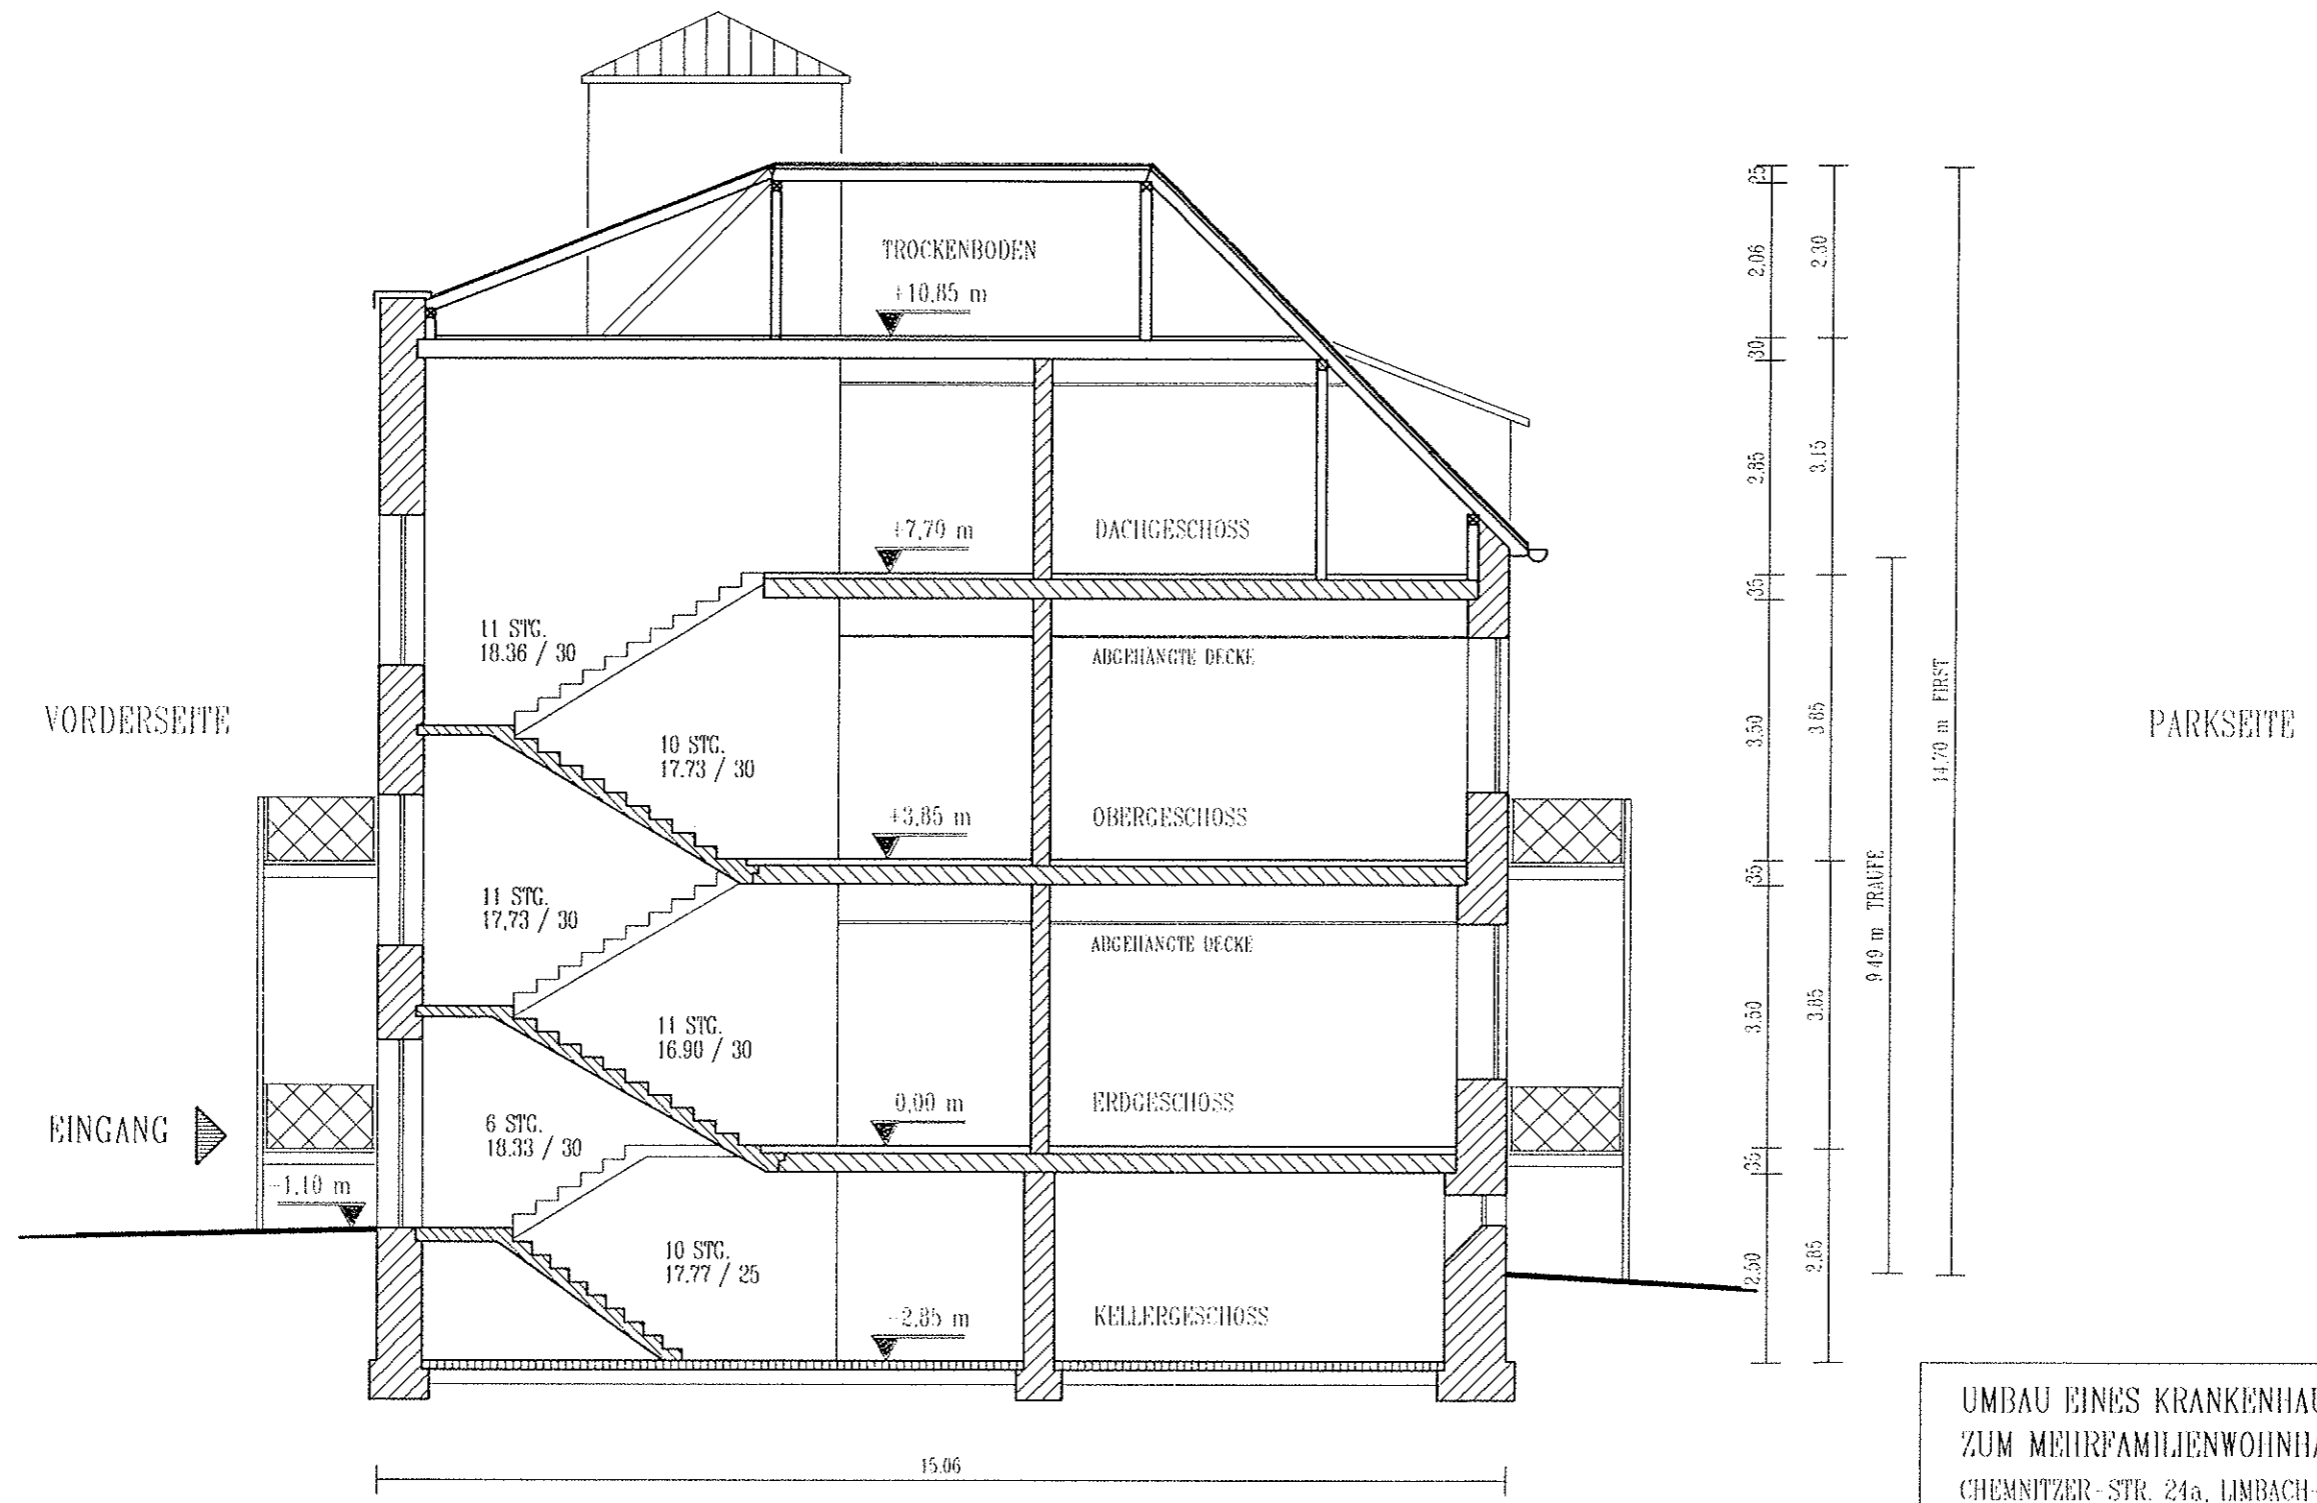 TROCKENBODEN
+10,85 m
+7,70 m
DACHGESCHOSS
11 STG.
18.36 / 30
ABGEHÄNGTE DECKE
VORDERSEITE
10 STG.
17.73 / 30
+3,85 m
OBERGESCHOSS
11 STG.
17,73 / 30
ABGEHÄNGTE DECKE
11 STG.
16.90 / 30
EINGANG
6 STG.
18.33 / 30
0,00 m
ERDGESCHOSS
-1,10 m
10 STG.
17.77 / 25
-2,85 m
KELLERGESCHOSS
15.06
25
2,06
30
2.85
35
3.50
35
3.50
35
2.50
2.30
3.15
3.85
3.85
2.85
9.49 m TRAUFE
14,70 m FIRST
PARKSEITE
UMBAU EINES KRANKENHAU
ZUM MEHRFAMILIENWOHNHA
CHEMNITZER-STR. 24a, LIMBACH-